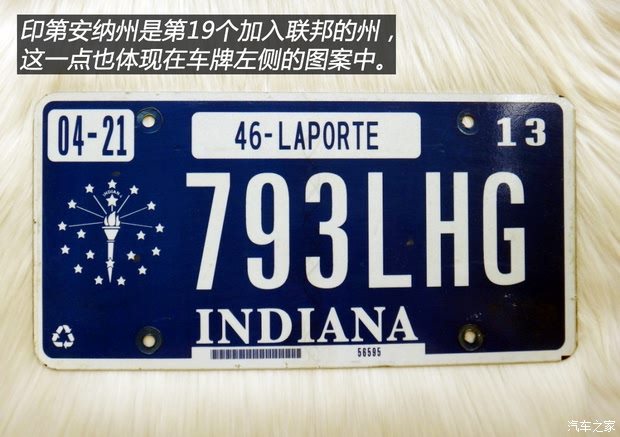 印第安纳州是第19个加入联邦的州，
这一点也体现在车牌左侧的图案中。
04-21
46-LAPORTE
13
INDIANA
793LHG
INDIANA
56595
汽车之家